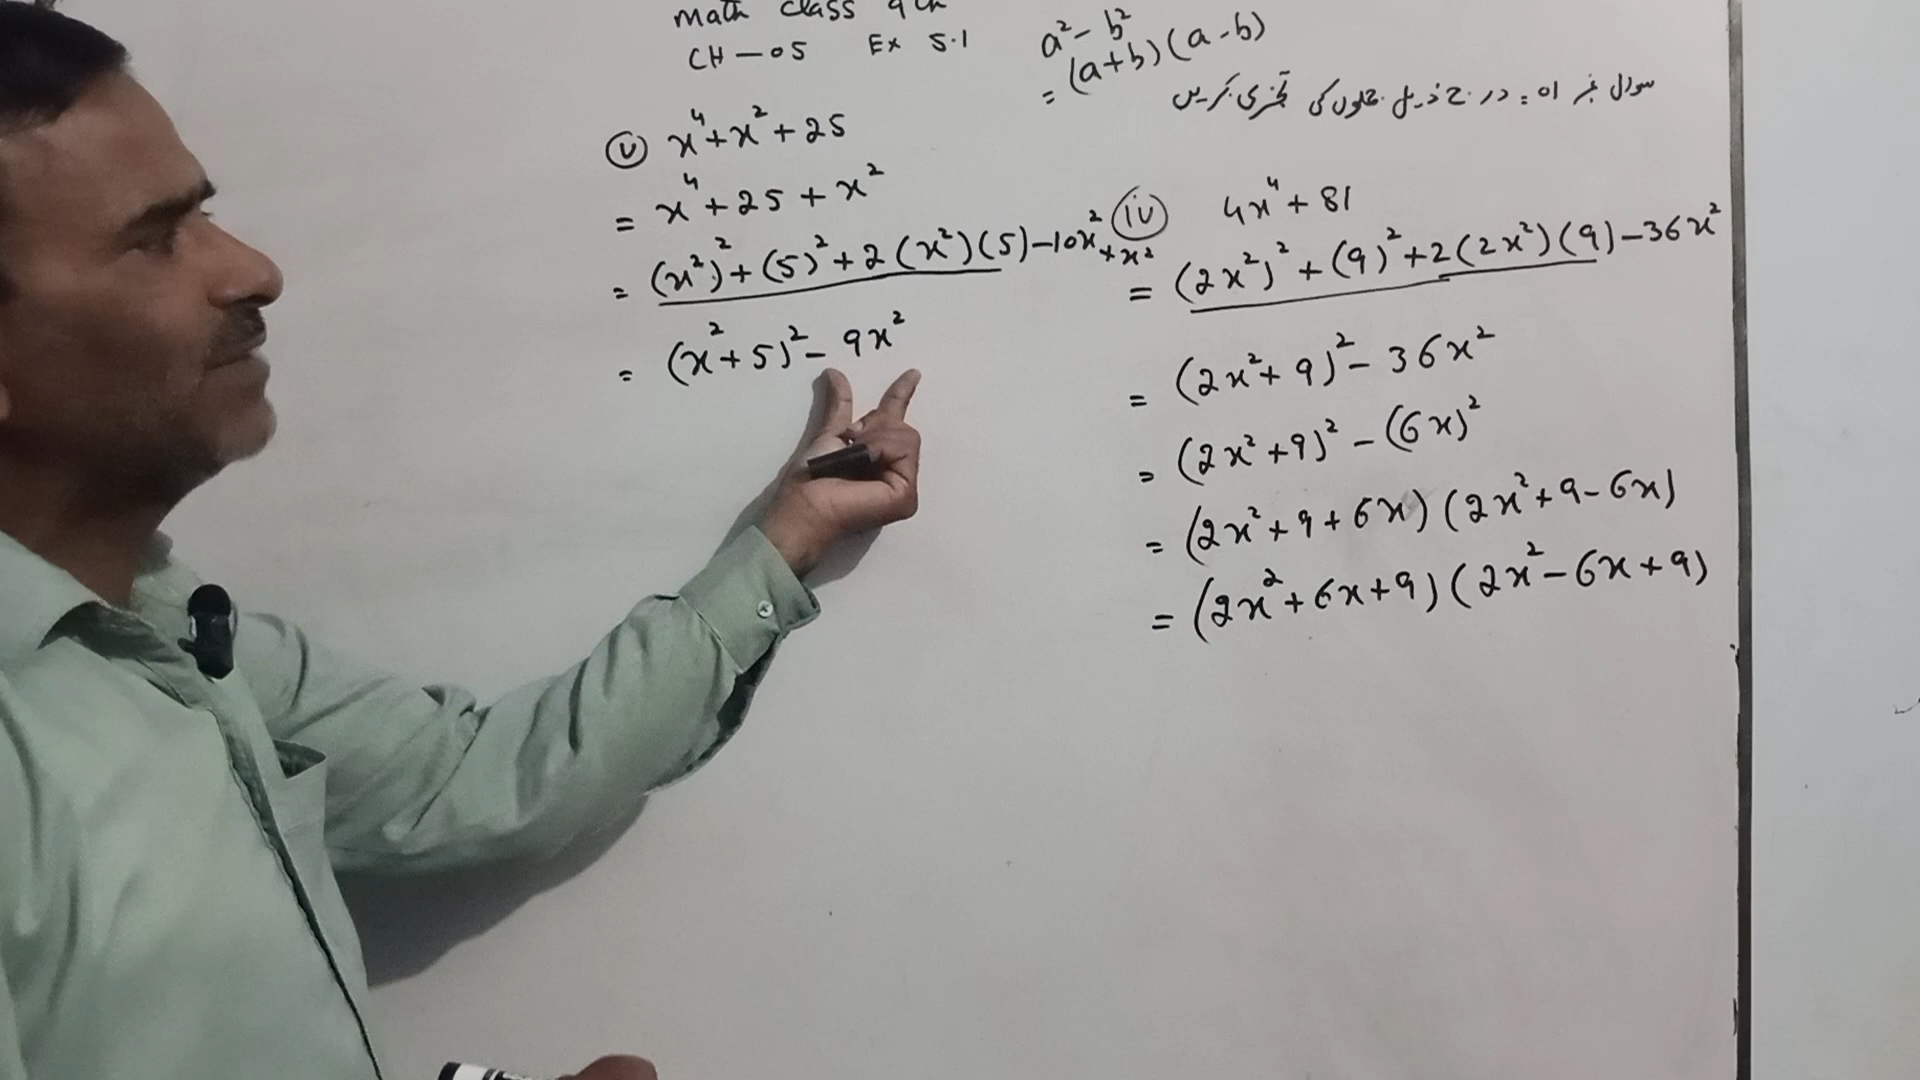 Math class 9th
CH-05 Ex 5.1
a² - b²
= (a+b)(a-b)
سوال نمبر 01: درج ذیل جملوں کی تجزی کریں
(v) x⁴+x²+25
= x⁴+25+x²
= (x²)²+(5)²+2(x²)(5)-10x²+x²
= (x²+5)²- 9x²
(iv) 4x⁴+81
= (2x²)²+(9)²+2(2x²)(9)-36x²
= (2x²+9)²-36x²
= (2x²+9)²-(6x)²
= (2x²+9+6x)(2x²+9-6x)
= (2x²+6x+9)(2x²-6x+9)